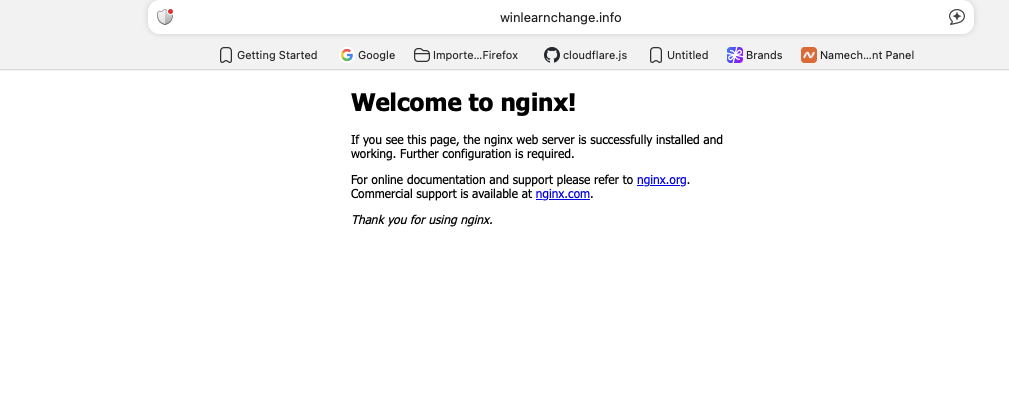 winlearnchange.info
Getting Started Google Importe...Firefox cloudflare.js Untitled Brands Namech...nt Panel
Welcome to nginx!
If you see this page, the nginx web server is successfully installed and
working. Further configuration is required.
For online documentation and support please refer to nginx.org.
Commercial support is available at nginx.com.
Thank you for using nginx.